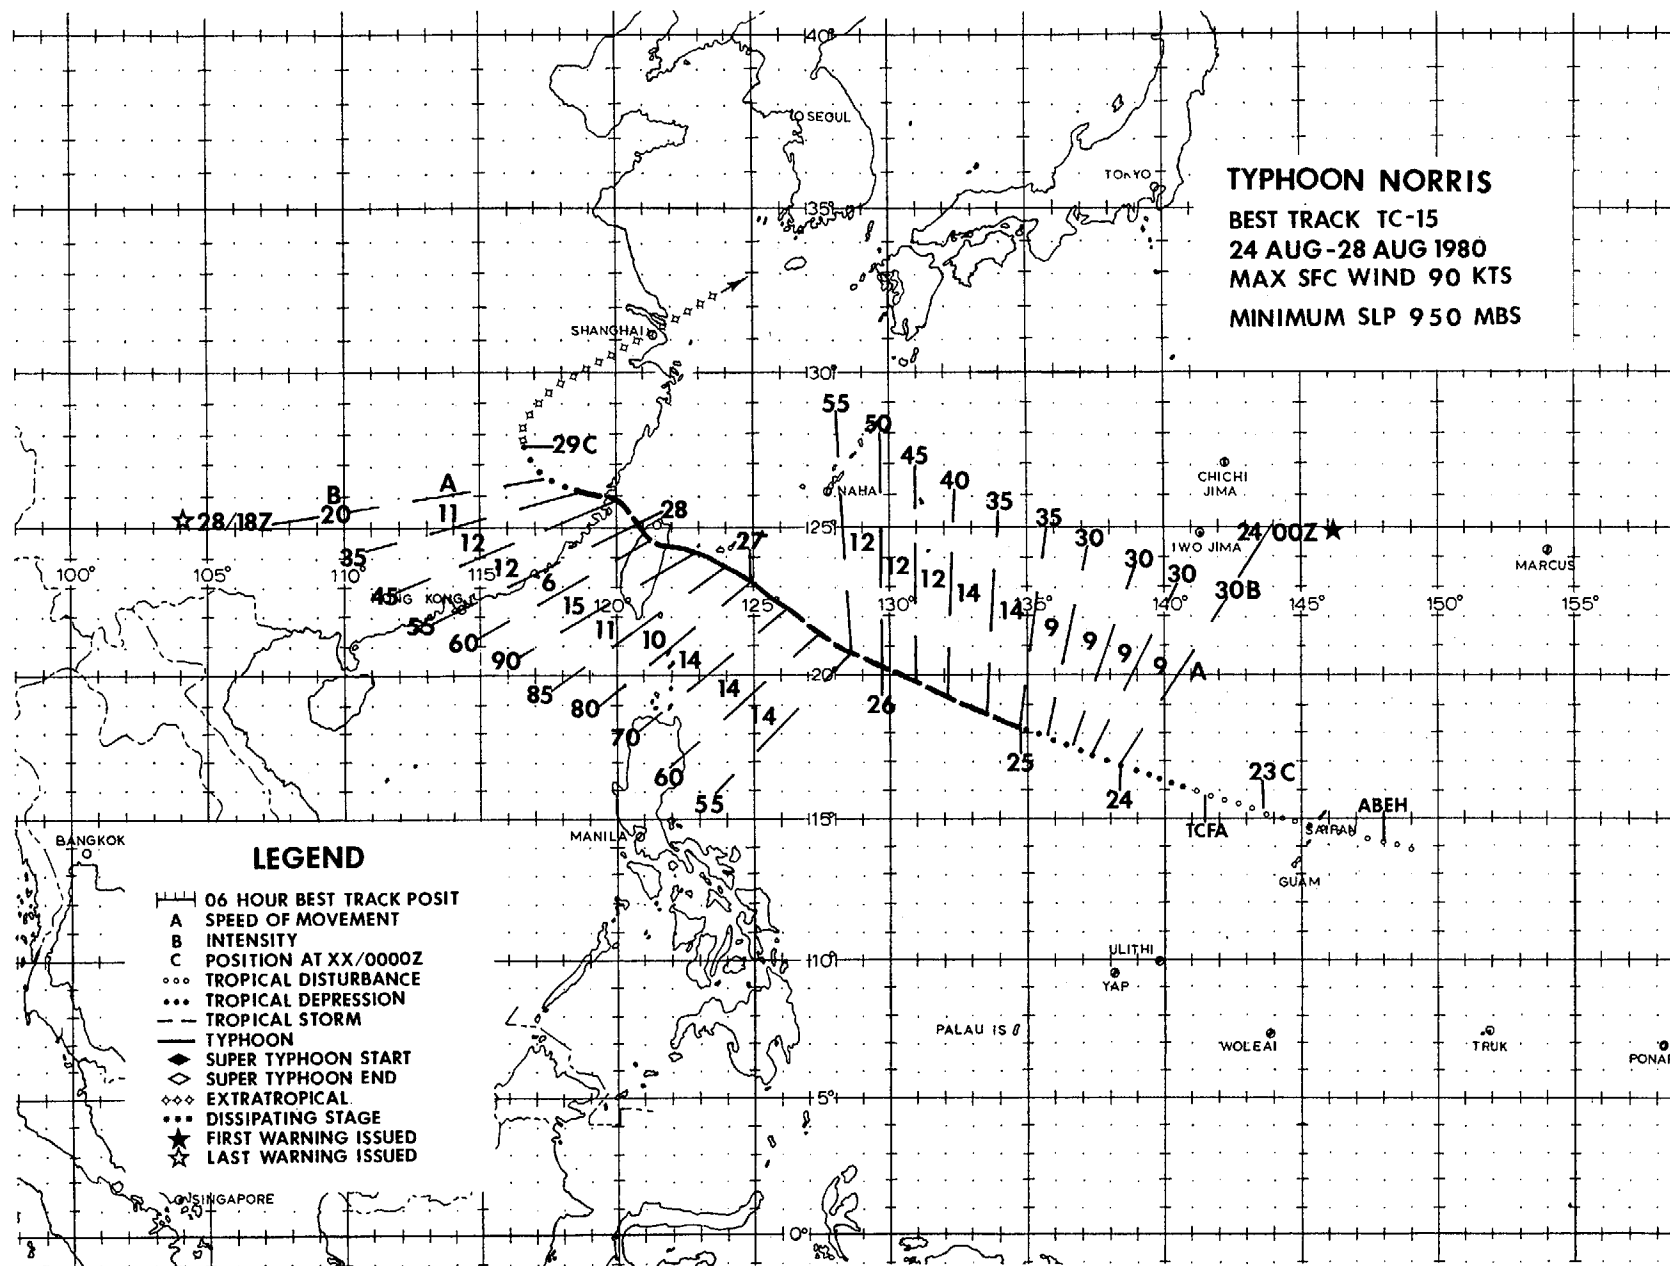 40°
SEOUL
TOKYO
TYPHOON NORRIS
BEST TRACK TC-15
24 AUG-28 AUG 1980
MAX SFC WIND 90 KTS
MINIMUM SLP 950 MBS
35°
SHANGHAI
30°
55
50
45
40
35
35
30
30
30
30B
29C
CHICHI
JIMA
NAHA
B
A
28/18Z
20
11
28
25°
27
24/00Z
IWO JIMA
MARCUS
12
12
6
15
11
10
14
14
14
12
12
12
14
14
9
9
9
9
A
35
45
55
60
90
85
80
70
60
55
KONG
100°
105°
110°
115°
120°
125°
130°
135°
140°
145°
150°
155°
20°
26
25
24
23C
TCFA
ABEH
SAIPAN
GUAM
15°
MANILA
BANGKOK
LEGEND
06 HOUR BEST TRACK POSIT
A SPEED OF MOVEMENT
B INTENSITY
C POSITION AT XX/0000Z
TROPICAL DISTURBANCE
TROPICAL DEPRESSION
TROPICAL STORM
TYPHOON
SUPER TYPHOON START
SUPER TYPHOON END
EXTRATROPICAL
DISSIPATING STAGE
FIRST WARNING ISSUED
LAST WARNING ISSUED
10°
ULITHI
YAP
PALAU IS
WOLEAI
TRUK
PONAP
5°
SINGAPORE
0°